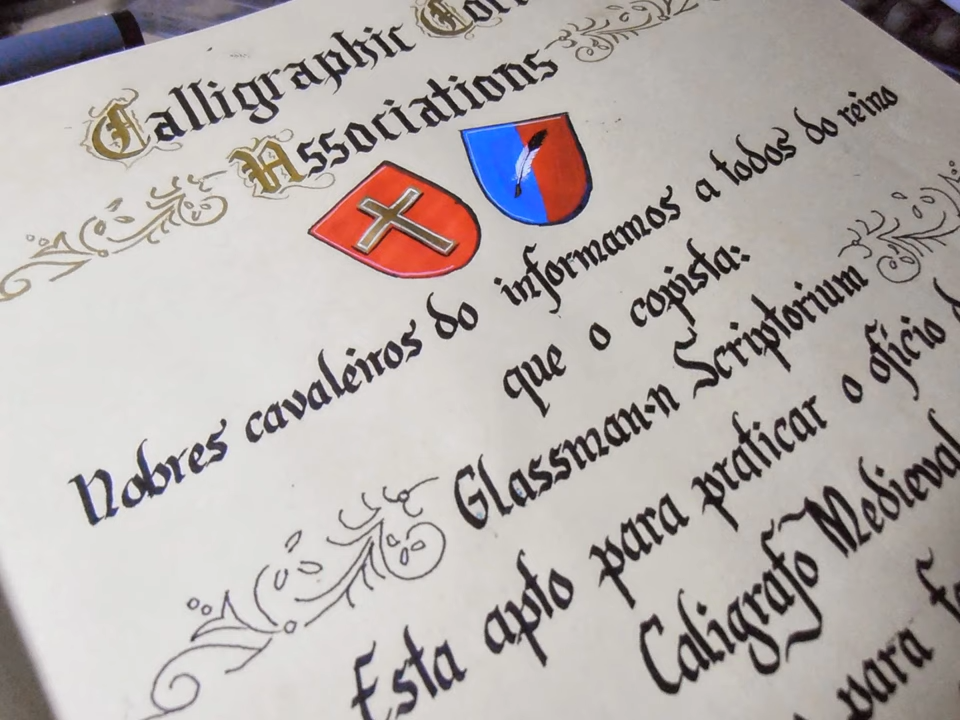 Calligraphic
Associations
Nobres cavaleiros do informamos a todos do reino
que o copista:
Glassman·n Scriptorium
Esta apto para praticar o oficio
Caligrafo Medieval
para